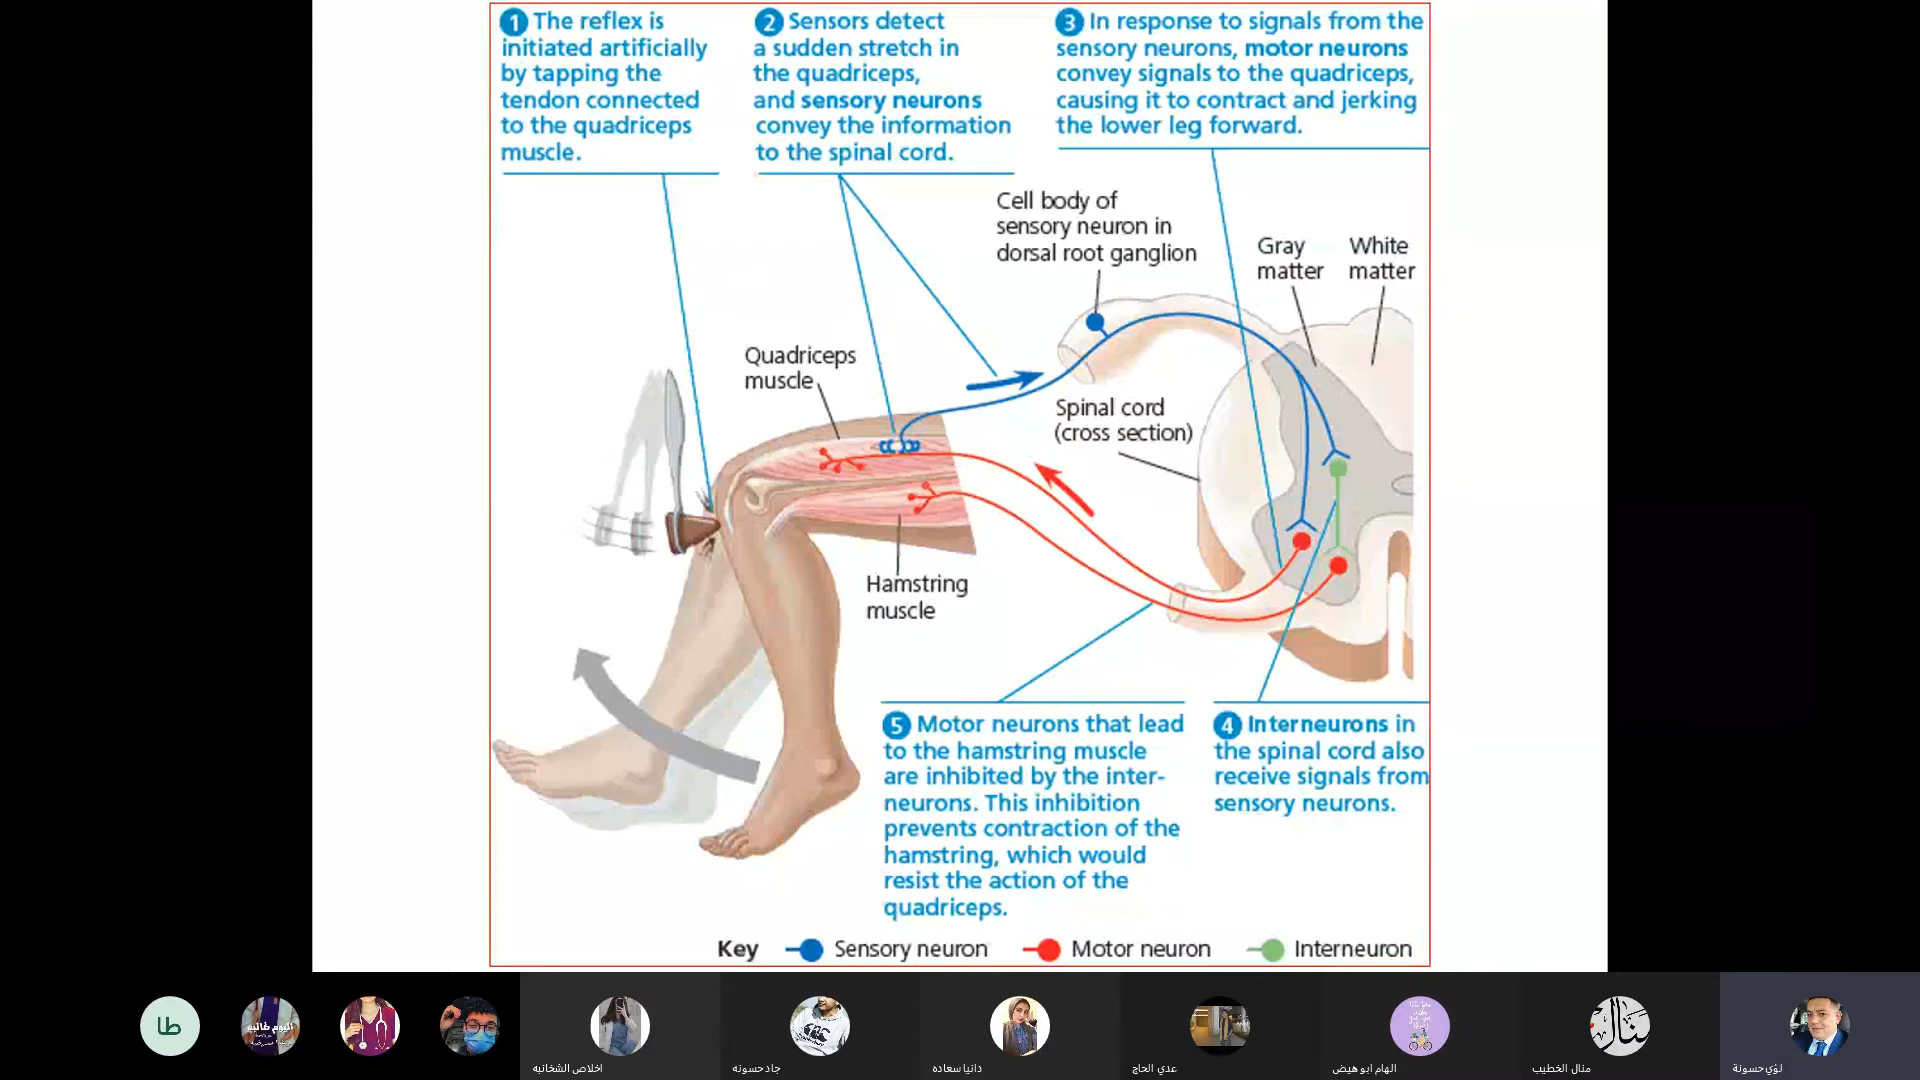 1 The reflex is
initiated artificially
by tapping the
tendon connected
to the quadriceps
muscle.
2 Sensors detect
a sudden stretch in
the quadriceps,
and sensory neurons
convey the information
to the spinal cord.
3 In response to signals from the
sensory neurons, motor neurons
convey signals to the quadriceps,
causing it to contract and jerking
the lower leg forward.
Cell body of
sensory neuron in
dorsal root ganglion
Gray
matter
White
matter
Quadriceps
muscle
Spinal cord
(cross section)
Hamstring
muscle
5 Motor neurons that lead
to the hamstring muscle
are inhibited by the inter-
neurons. This inhibition
prevents contraction of the
hamstring, which would
resist the action of the
quadriceps.
4 Interneurons in
the spinal cord also
receive signals from
sensory neurons.
Key Sensory neuron Motor neuron Interneuron
طا
اليوم طالبه
منال
اخلاص الشخانبه
جاد حسونه
دانيا سعاده
عدي الحاج
الهام ابو هيض
منال الخطيب
لؤي حسونة